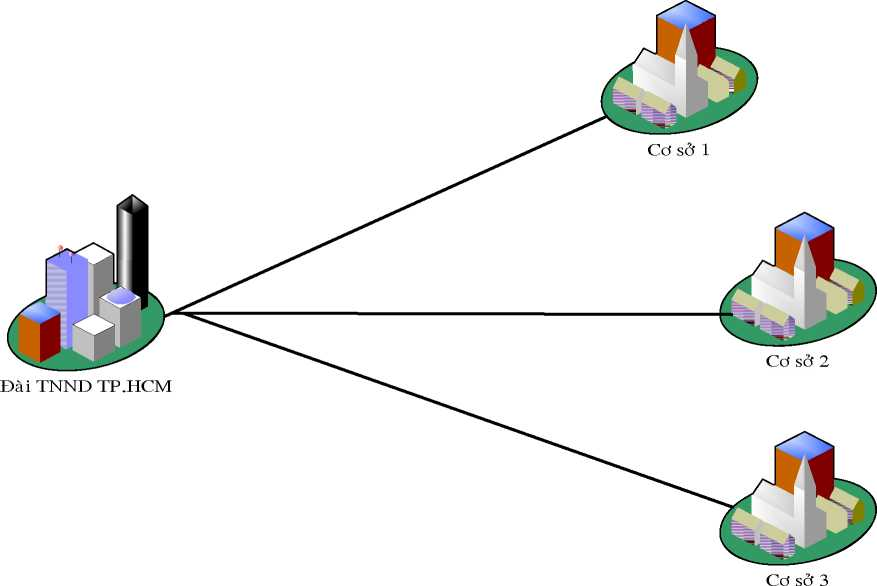 Cơ sở 1
Đài TNND TP.HCM
Cơ sở 2
Cơ sở 3